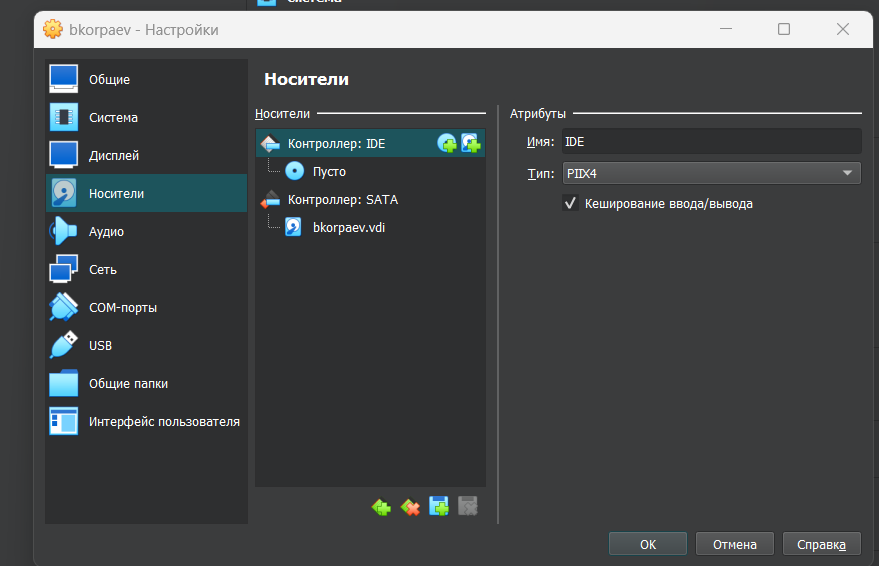 Система
bkorpaev - Настройки
Общие
Система
Дисплей
Носители
Аудио
Сеть
COM-порты
USB
Общие папки
Интерфейс пользователя
Носители
Носители
Контроллер: IDE
Пусто
Контроллер: SATA
bkorpaev.vdi
Атрибуты
Имя: IDE
Тип: PIIX4
Кеширование ввода/вывода
OK Отмена Справка